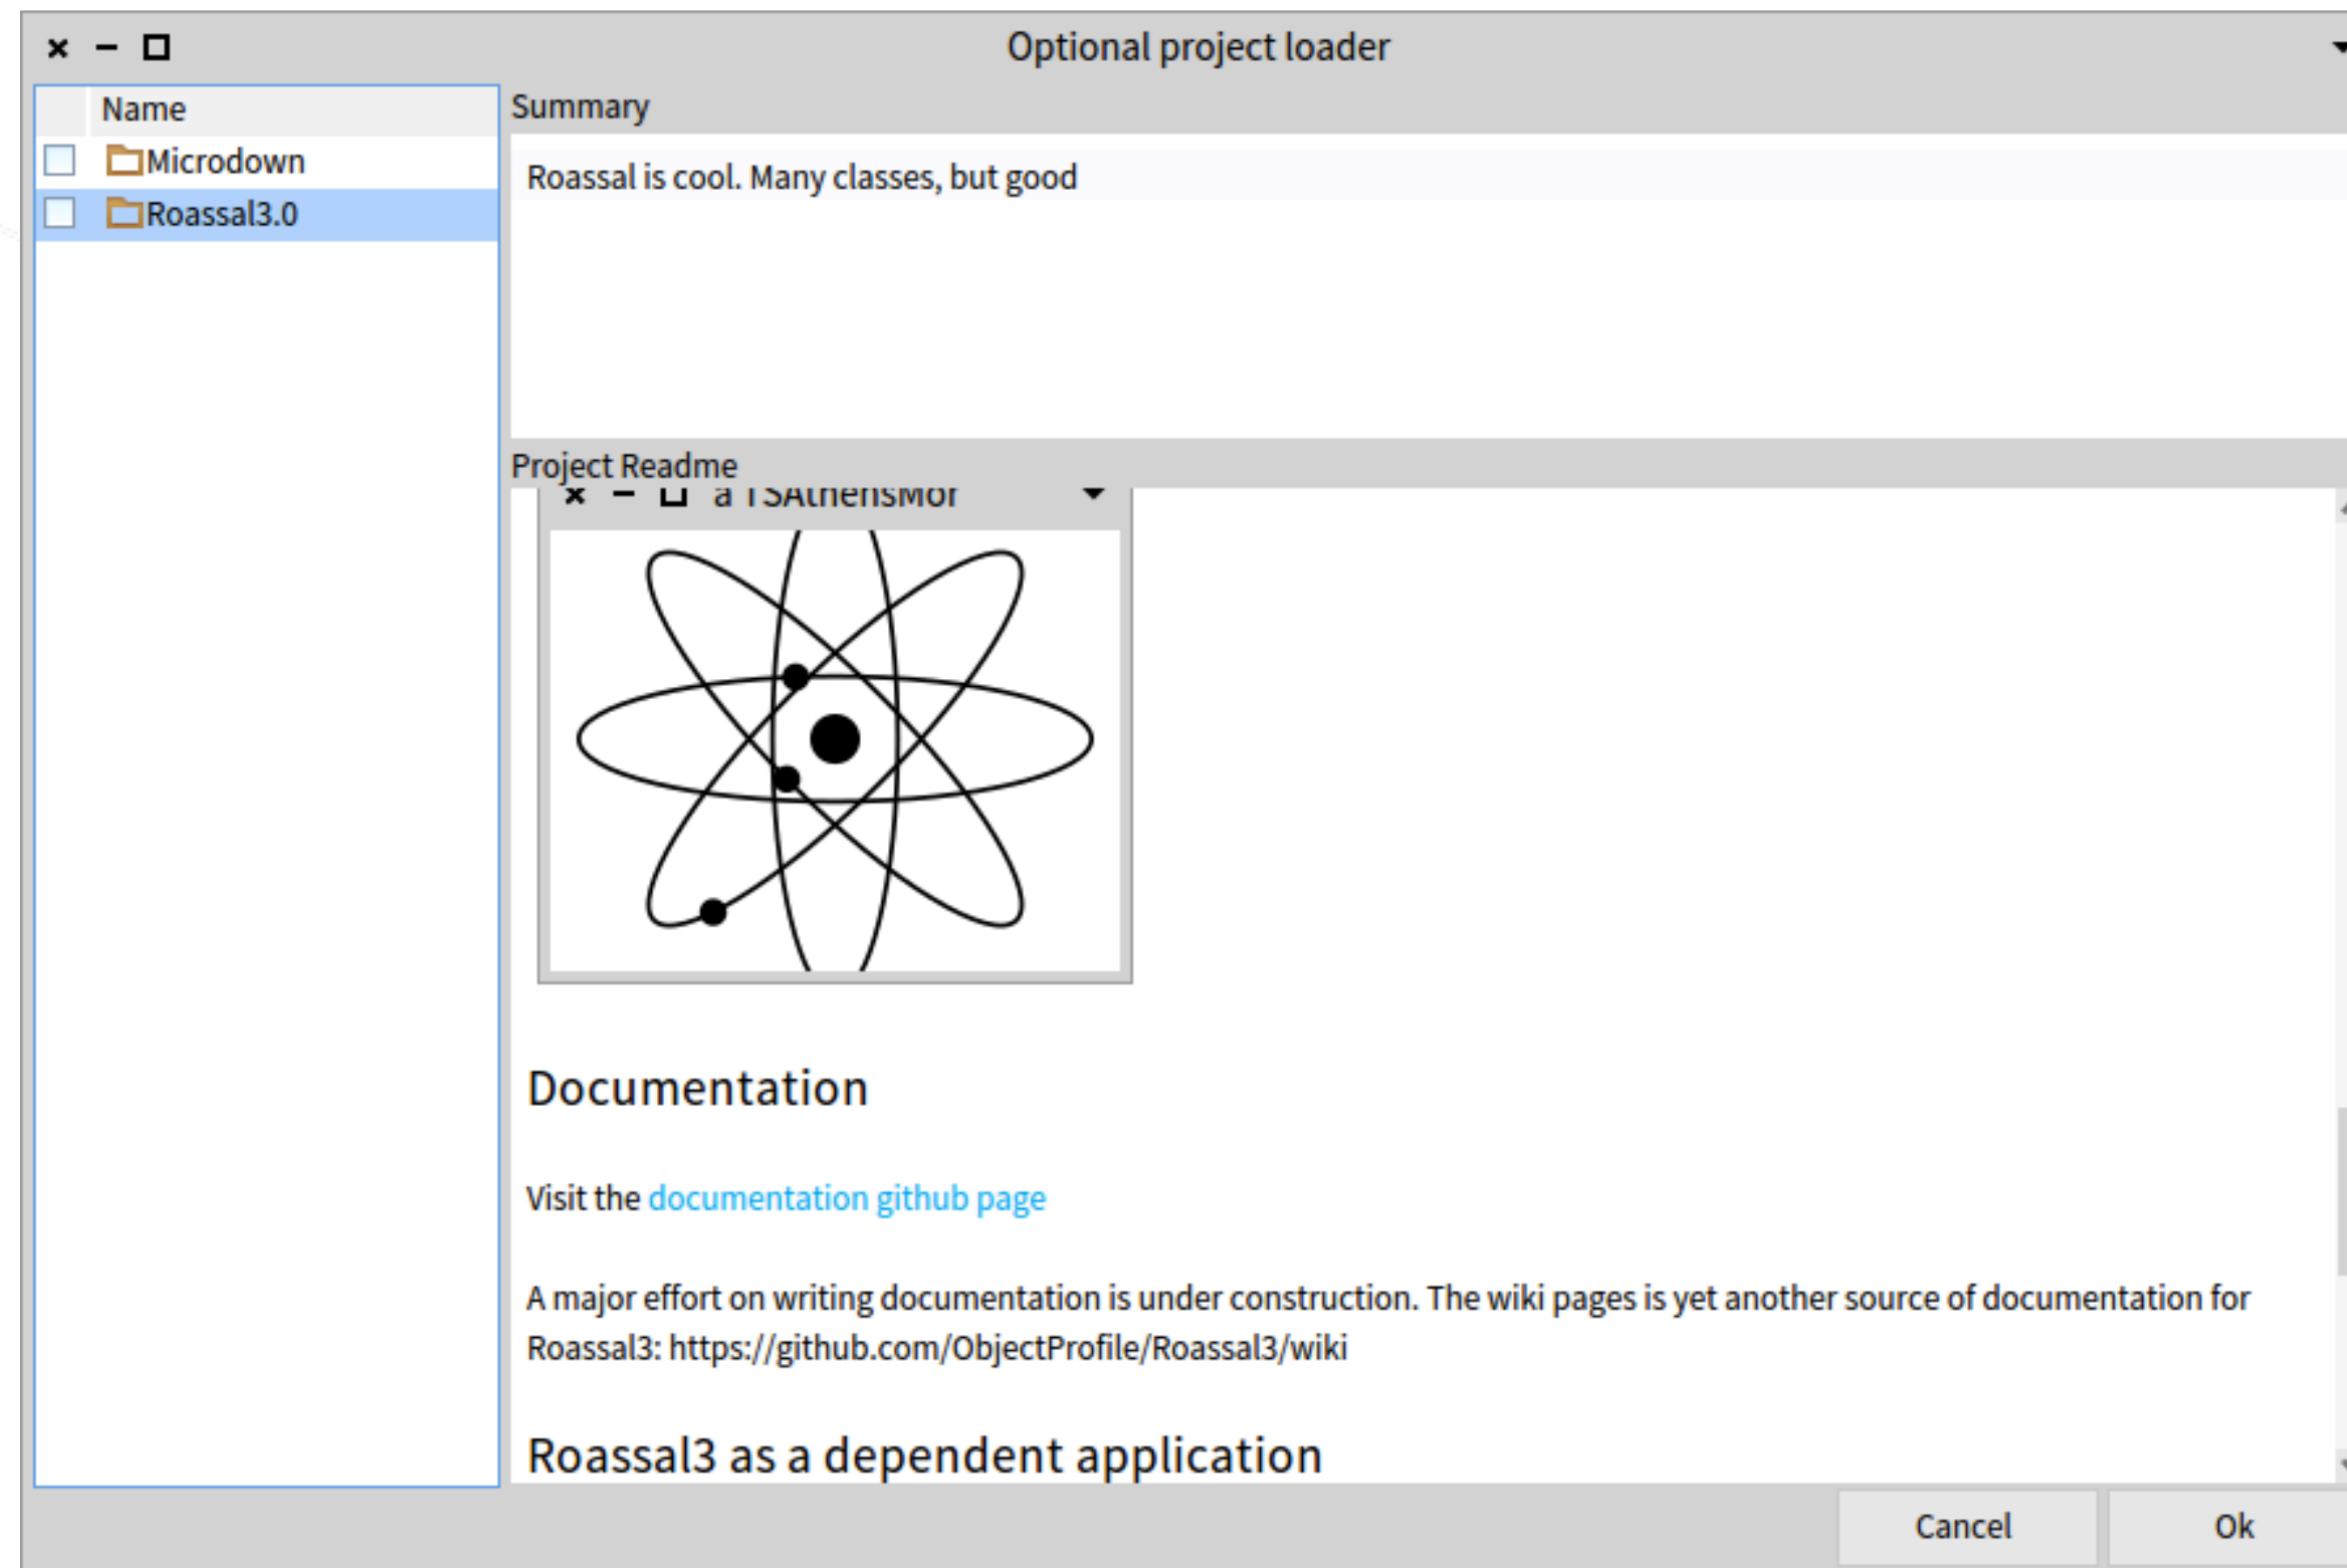 Optional project loader
Name
Microdown
Roassal3.0
Summary
Roassal is cool. Many classes, but good
Project Readme
a TSAthensMor
Documentation
Visit the documentation github page
A major effort on writing documentation is under construction. The wiki pages is yet another source of documentation for
Roassal3: https://github.com/ObjectProfile/Roassal3/wiki
Roassal3 as a dependent application
Cancel
Ok